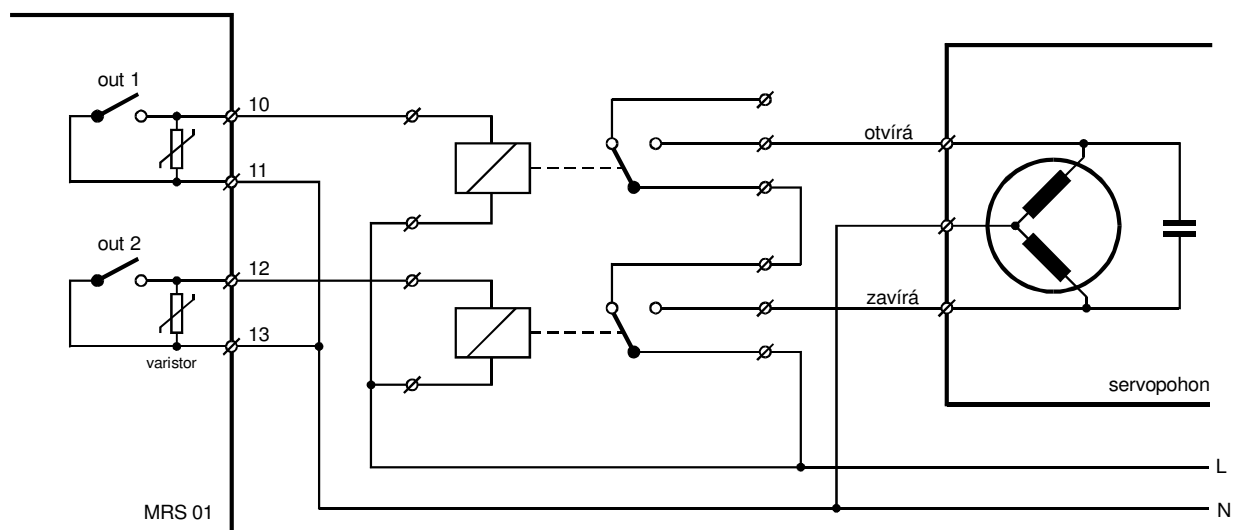 out 1
10
11
otvírá
out 2
12
zavírá
13
varistor
servopohon
L
N
MRS 01